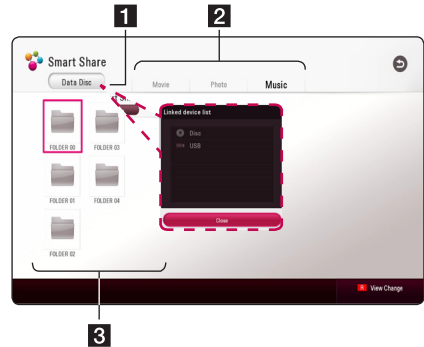 1
2
Smart Share
Data Disc
Movie Photo Music
Linked device list
Disc
USB
FOLDER 00 FOLDER 03
FOLDER 01 FOLDER 04
Close
FOLDER 02
View Change
3